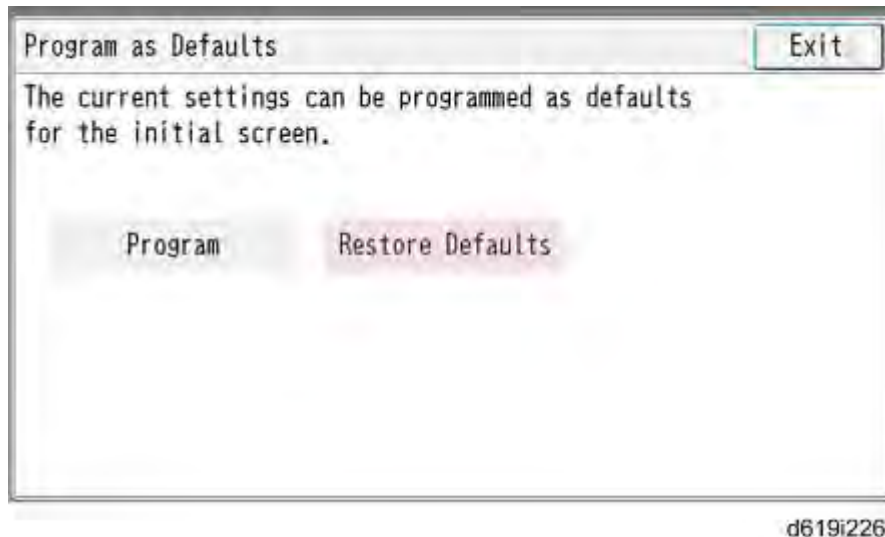 Program as Defaults
Exit
The current settings can be programmed as defaults
for the initial screen.
Program
Restore Defaults
d619i226